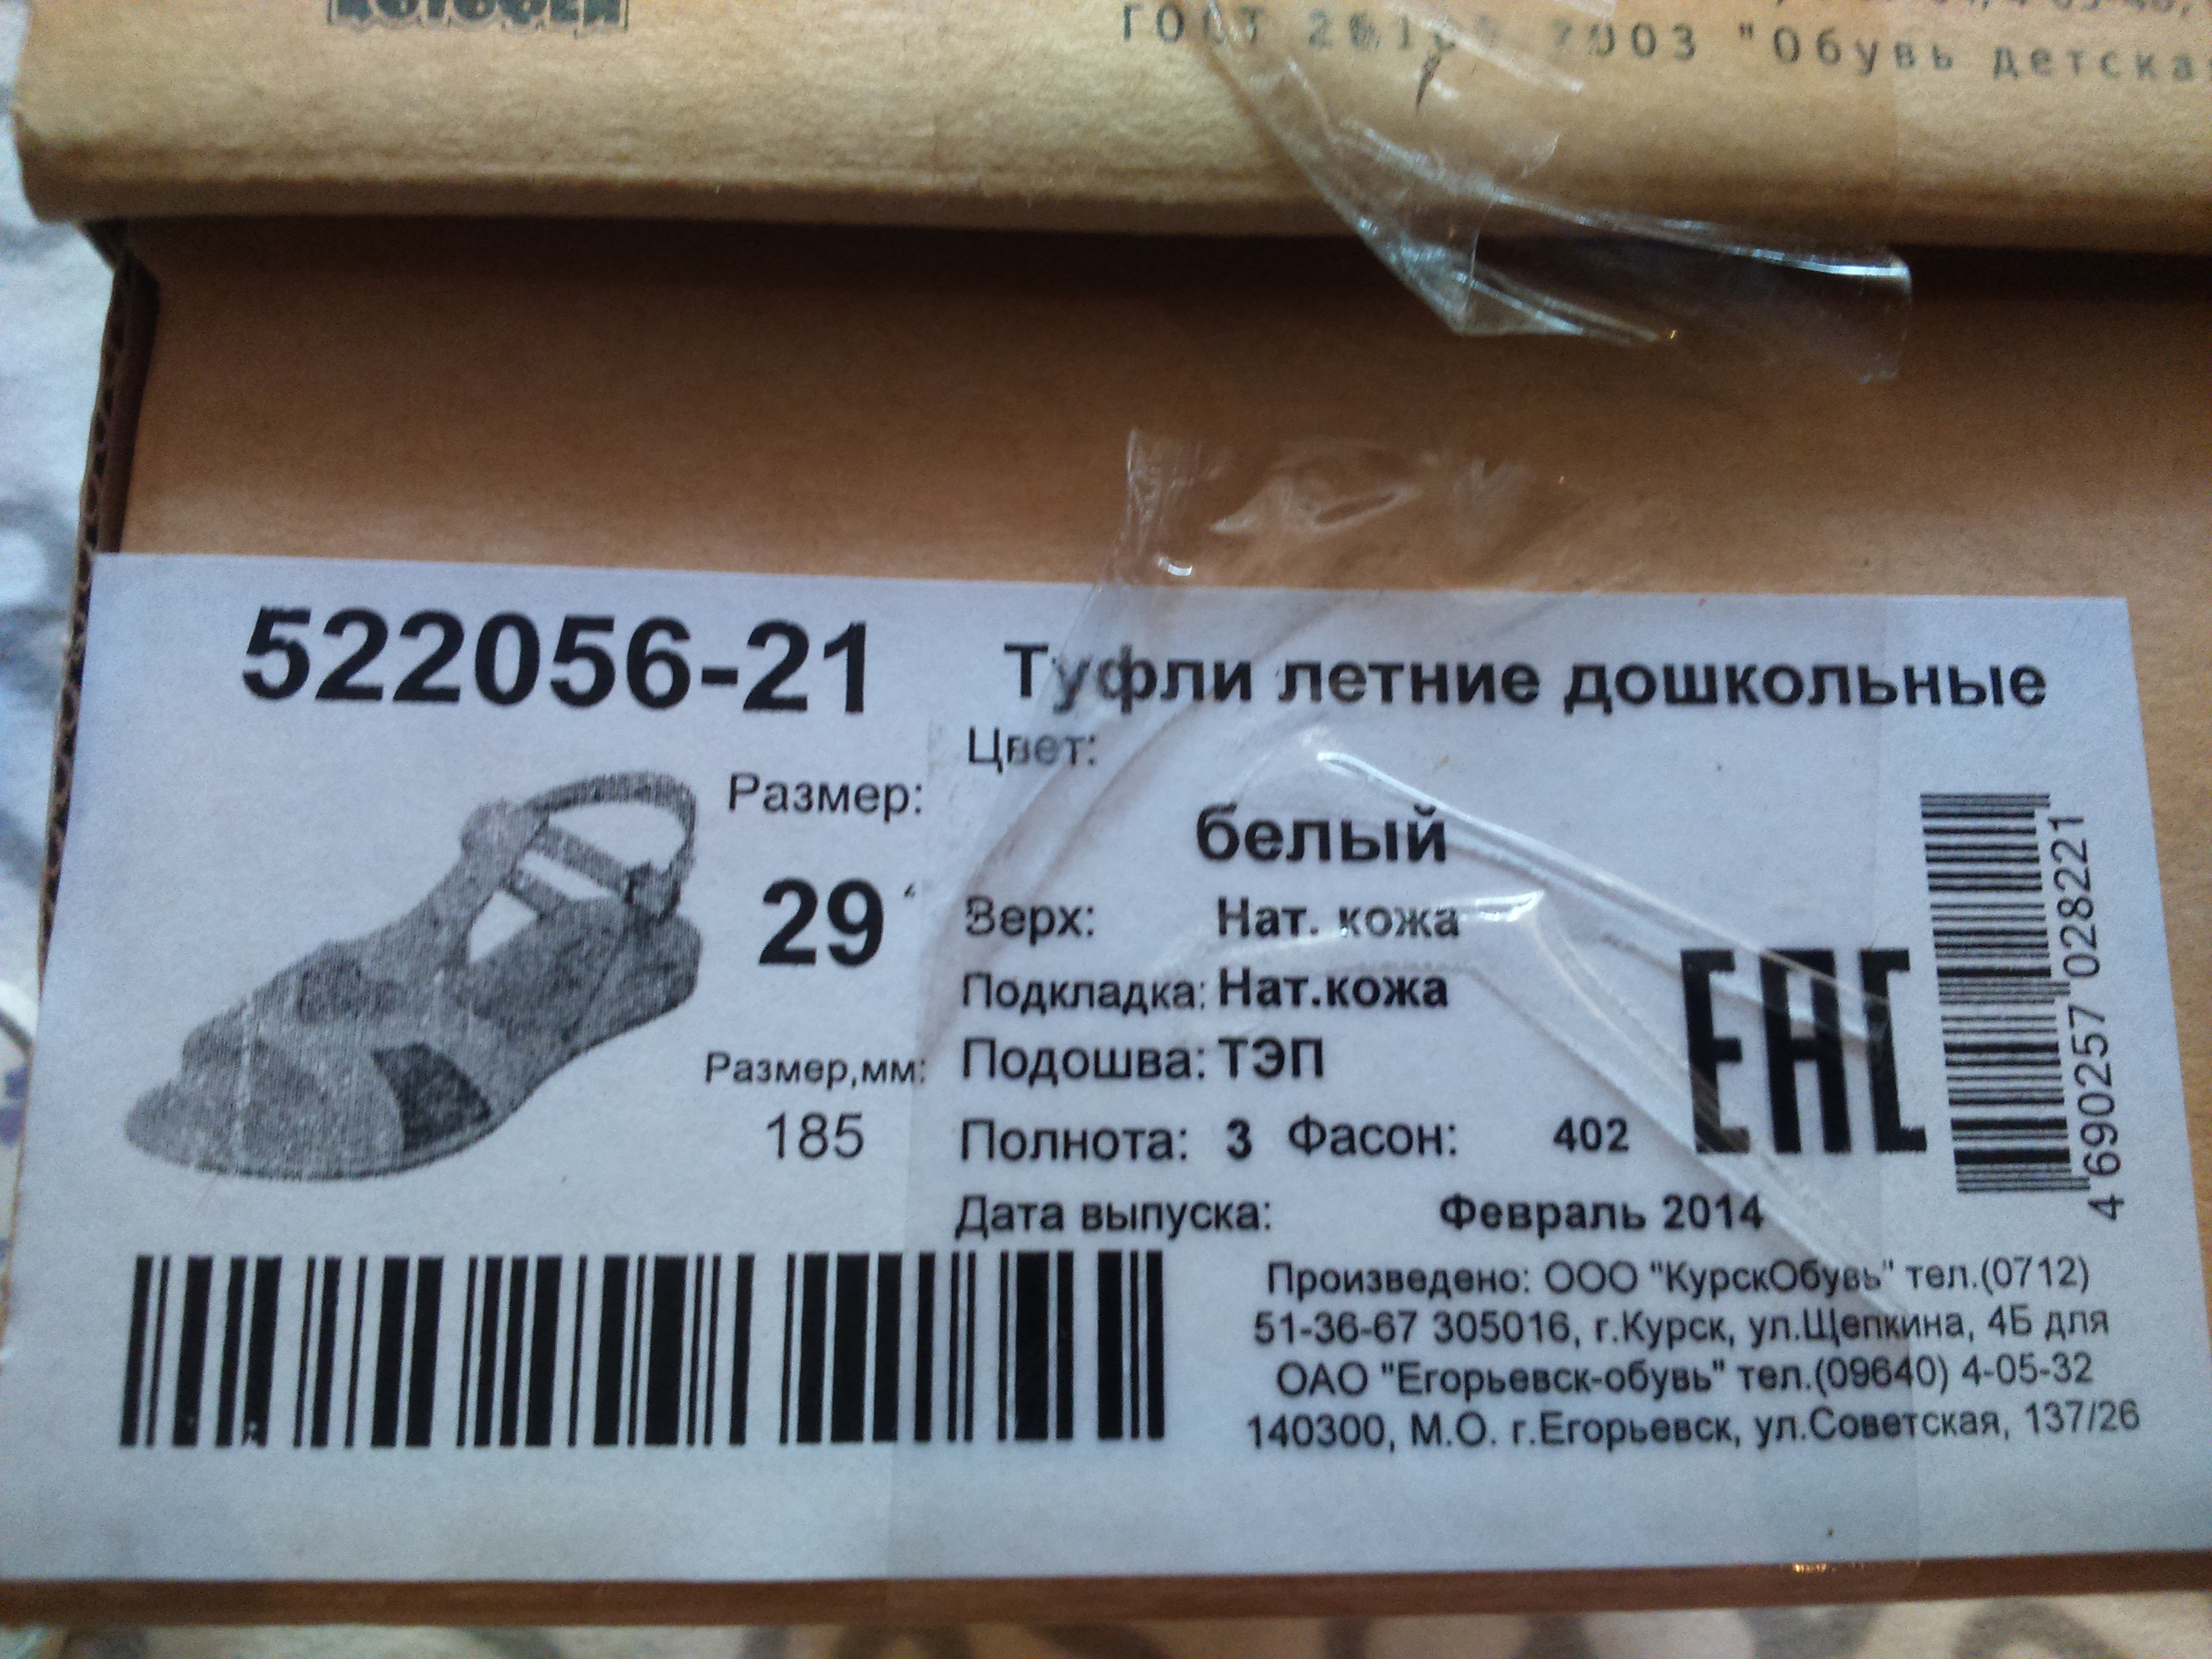 КОТОФЕЙ
2003 "Обувь детская
522056-21
Туфли летние дошкольные
Цвет:
белый
Размер:
29
Верх: Нат. кожа
Подкладка: Нат.кожа
Размер,мм:
185
Подошва: ТЭП
Полнота: 3 Фасон: 402
ЕАС
Дата выпуска: Февраль 2014
4 690257 028221
Произведено: ООО "КурскОбувь" тел.(0712)
51-36-67 305016, г.Курск, ул.Щепкина, 4Б для
ОАО "Егорьевск-обувь" тел.(09640) 4-05-32
140300, М.О. г.Егорьевск, ул.Советская, 137/26